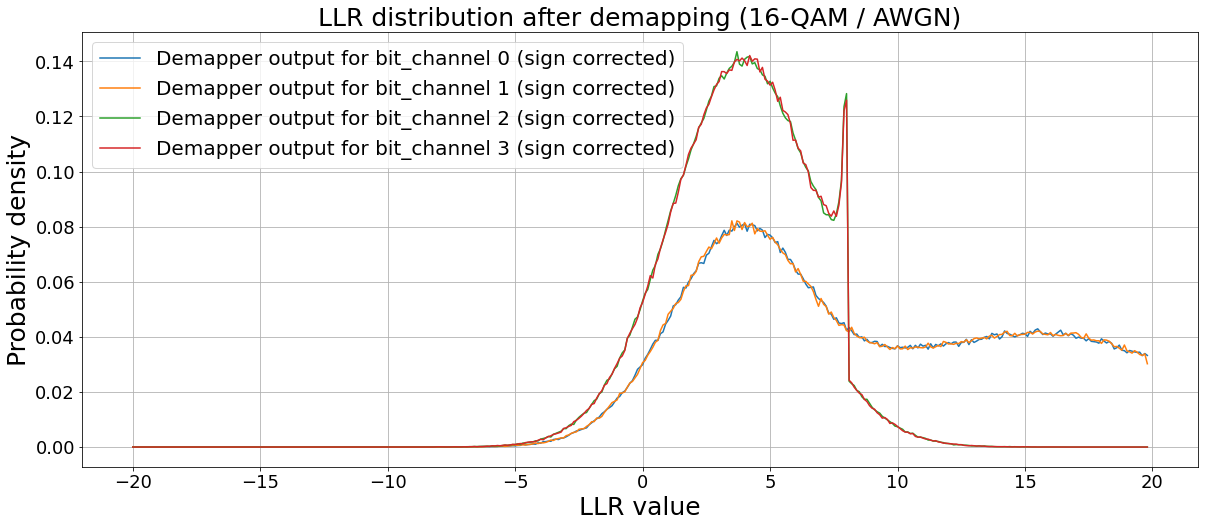 LLR distribution after demapping (16-QAM / AWGN)
Demapper output for bit_channel 0 (sign corrected)
Demapper output for bit_channel 1 (sign corrected)
Demapper output for bit_channel 2 (sign corrected)
Demapper output for bit_channel 3 (sign corrected)
Probability density
0.14
0.12
0.10
0.08
0.06
0.04
0.02
0.00
−20
−15
−10
−5
0
5
10
15
20
LLR value